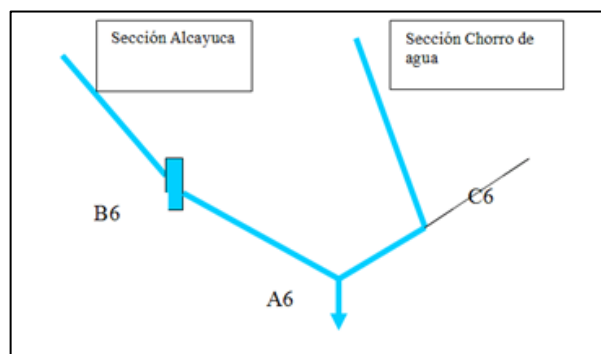 Sección Alcayuca
Sección Chorro de
agua
B6
C6
A6